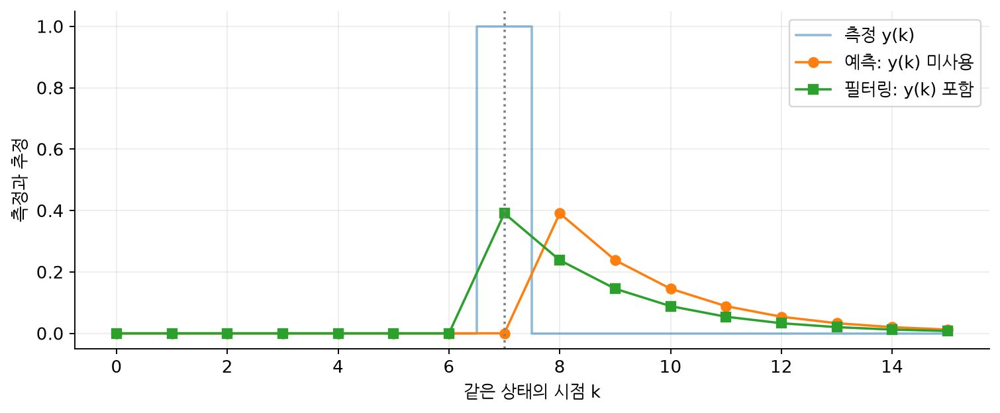 측정 y(k)
예측: y(k) 미사용
필터링: y(k) 포함
측정과 추정
1.0
0.8
0.6
0.4
0.2
0.0
0 2 4 6 8 10 12 14
같은 상태의 시점 k